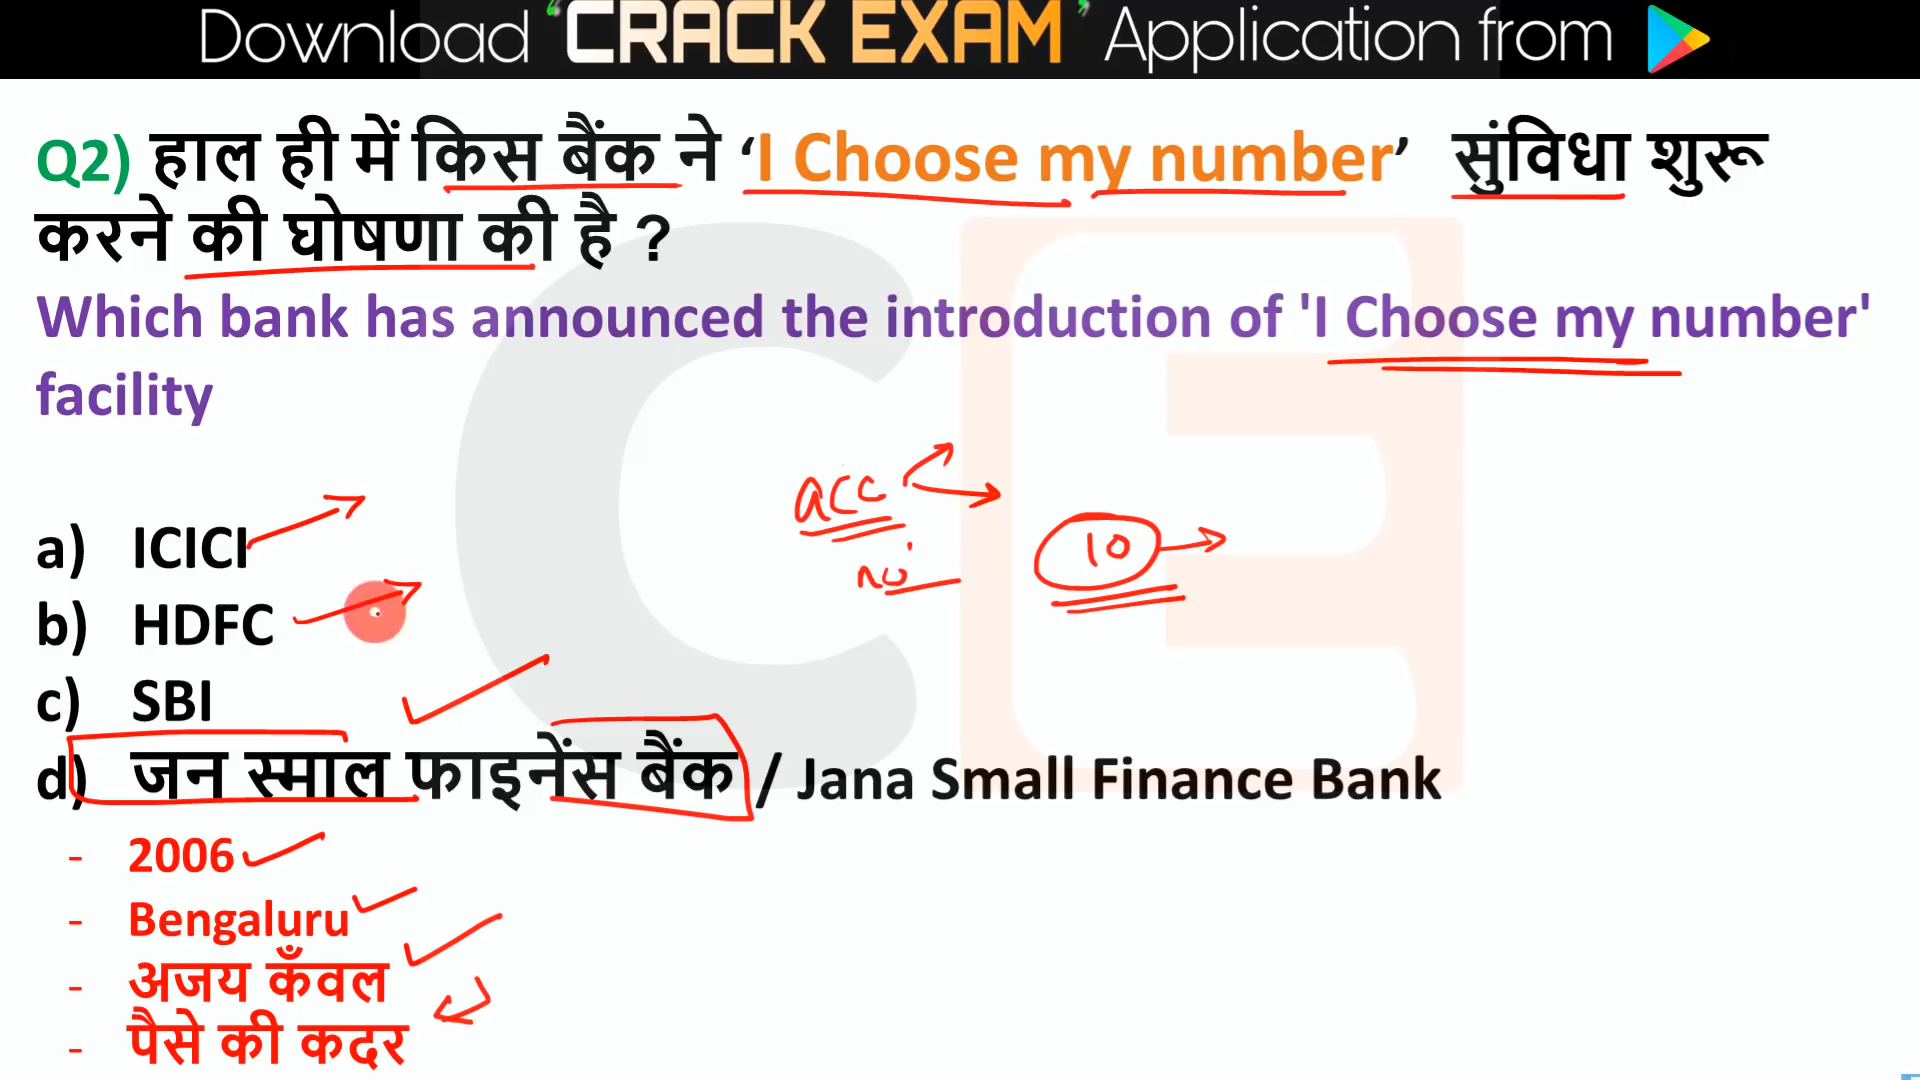 Download 'CRACK EXAM' Application from
Q2) हाल ही में किस बैंक ने ‘I Choose my number’ सुंविधा शुरू
करने की घोषणा की है ?
Which bank has announced the introduction of 'I Choose my number'
facility
acc
no
10
a) ICICI
b) HDFC
c) SBI
d) जन स्माल फाइनेंस बैंक / Jana Small Finance Bank
- 2006
- Bengaluru
- अजय कँवल
- पैसे की कदर